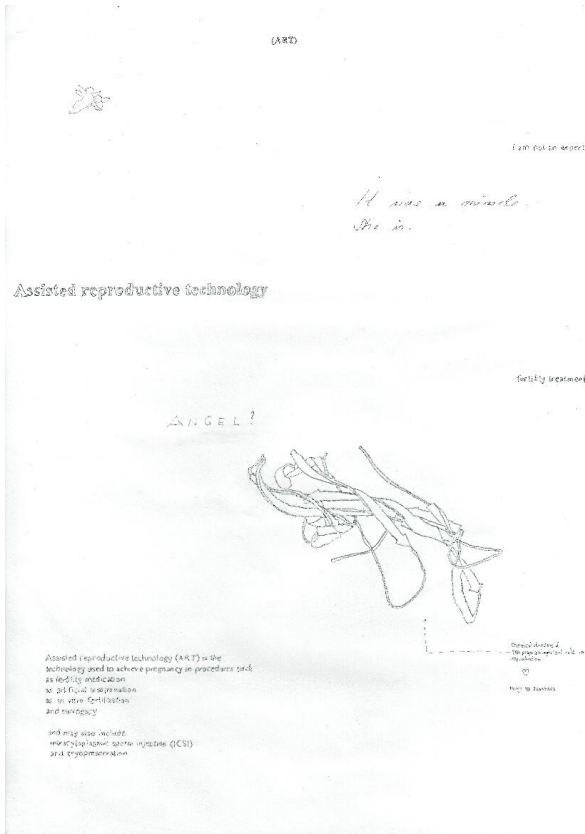 (ART)
I am not an expert
It was a miracle.
She is.
Assisted reproductive technology
fertility treatment
ANGEL?
Assisted reproductive technology (ART) is the
technology used to achieve pregnancy in procedures such
as fertility medication
as artificial insemination
as in vitro fertilization
and surrogacy
and may also include
intracytoplasmic sperm injection (ICSI)
and cryopreservation